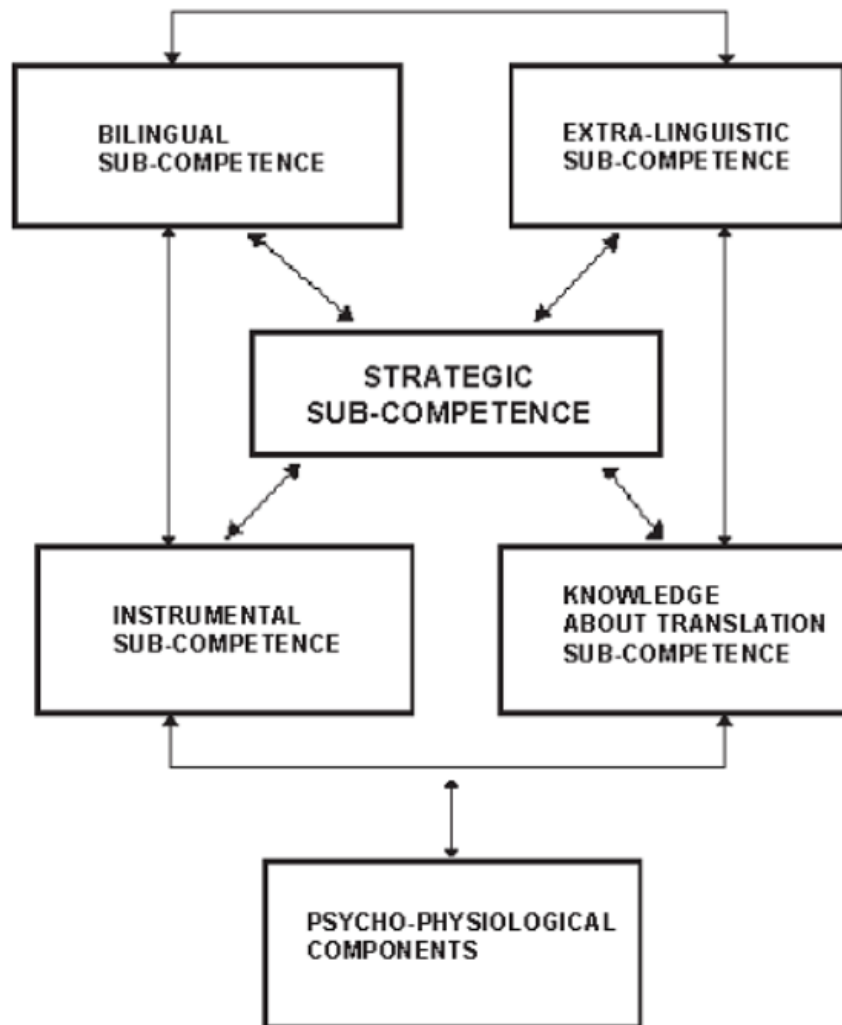 BILINGUAL
SUB-COMPETENCE
EXTRA-LINGUISTIC
SUB-COMPETENCE
STRATEGIC
SUB-COMPETENCE
INSTRUMENTAL
SUB-COMPETENCE
KNOWLEDGE
ABOUT TRANSLATION
SUB-COMPETENCE
PSYCHO-PHYSIOLOGICAL
COMPONENTS